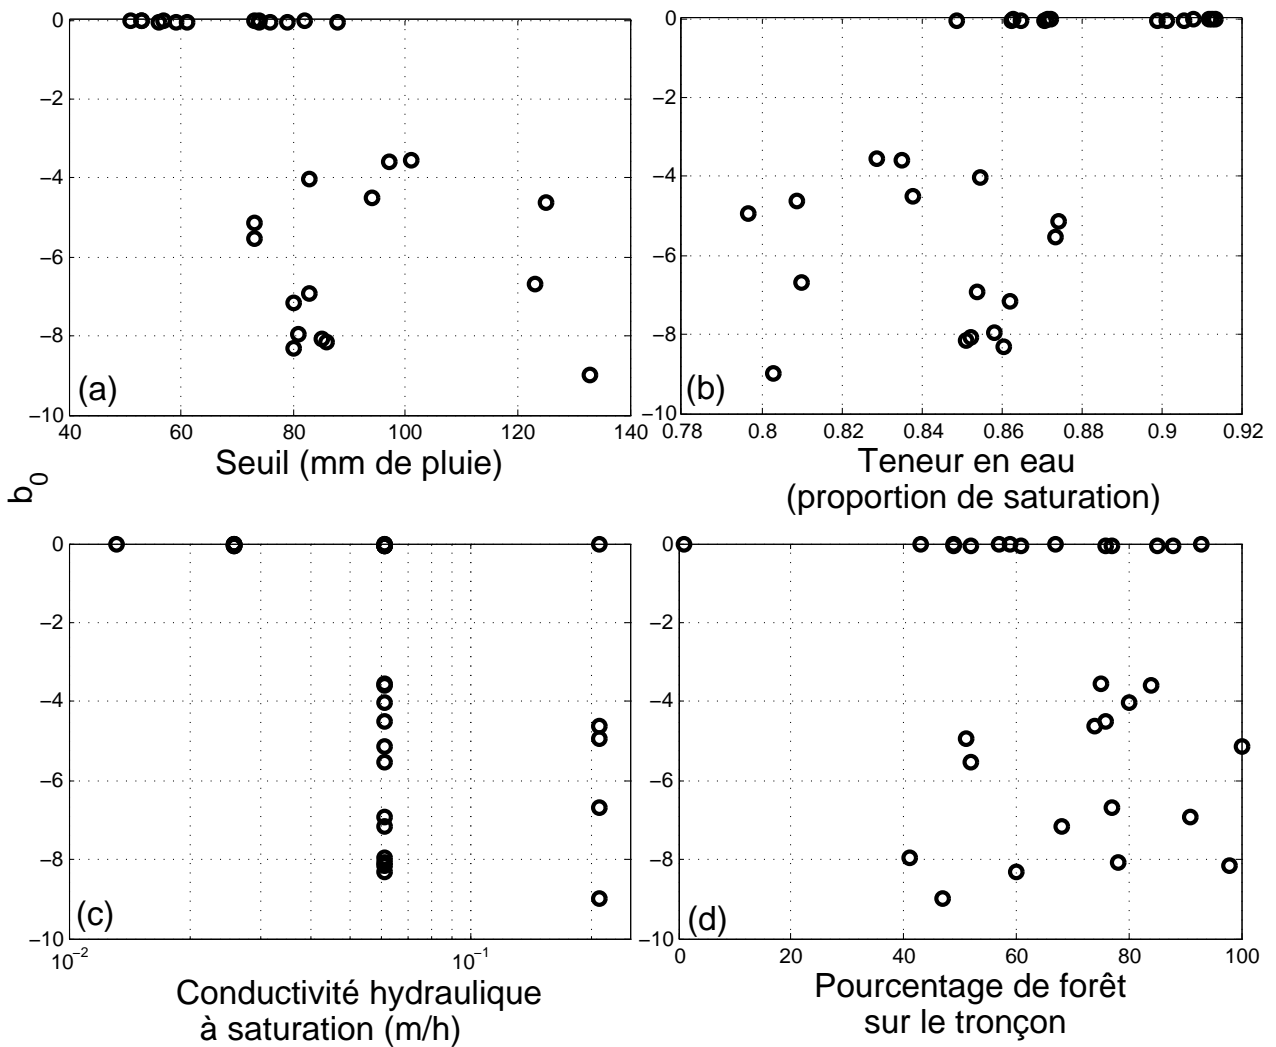 0
−2
−4
−6
−8
−10
(a)
40 60 80 100 120 140
Seuil (mm de pluie)
0
−2
−4
−6
−8
−10
(b)
0.78 0.8 0.82 0.84 0.86 0.88 0.9 0.92
Teneur en eau
(proportion de saturation)
b0
0
−2
−4
−6
−8
−10
(c)
10−2 10−1
Conductivité hydraulique
à saturation (m/h)
0
−2
−4
−6
−8
−10
(d)
0 20 40 60 80 100
Pourcentage de forêt
sur le tronçon